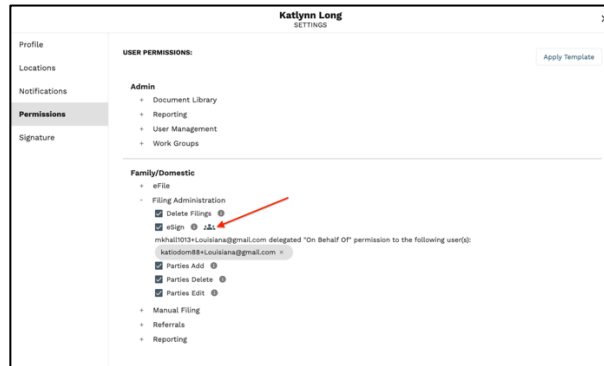 Katlynn Long
SETTINGS
Profile
Locations
Notifications
Permissions
Signature
USER PERMISSIONS:
Apply Template
Admin
+ Document Library
+ Reporting
+ User Management
+ Work Groups
Family/Domestic
+ eFile
- Filing Administration
Delete Filings
eSign
mkhall1013+Louisiana@gmail.com delegated "On Behalf Of" permission to the following user(s):
katiodom88+Louisiana@gmail.com ×
Parties Add
Parties Delete
Parties Edit
+ Manual Filing
+ Referrals
+ Reporting